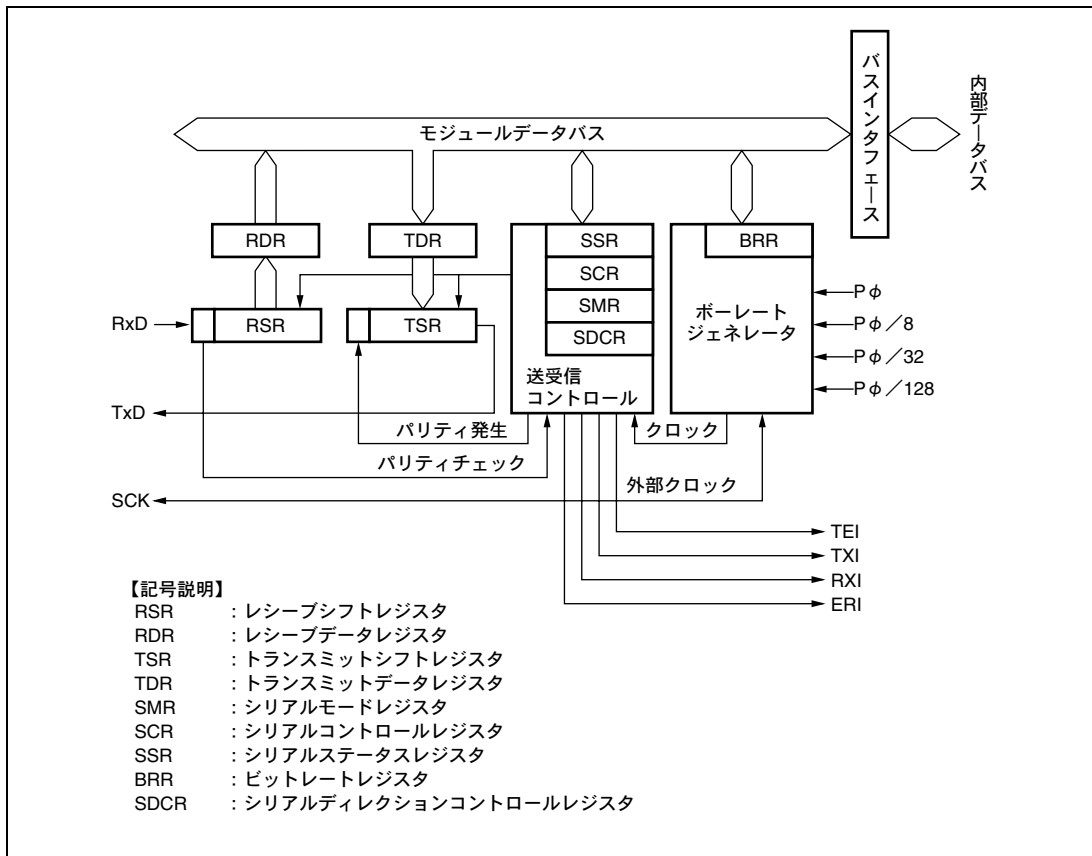 バスインタフェース
内部データバス
モジュールデータバス
RDR
TDR
SSR
BRR
SCR
SMR
SDCR
RxD
RSR
TSR
ボーレート
ジェネレータ
Pφ
Pφ／8
Pφ／32
Pφ／128
送受信
コントロール
TxD
パリティ発生
クロック
パリティチェック
外部クロック
SCK
TEI
TXI
RXI
ERI
【記号説明】
RSR ：レシーブシフトレジスタ
RDR ：レシーブデータレジスタ
TSR ：トランスミットシフトレジスタ
TDR ：トランスミットデータレジスタ
SMR ：シリアルモードレジスタ
SCR ：シリアルコントロールレジスタ
SSR ：シリアルステータスレジスタ
BRR ：ビットレートレジスタ
SDCR ：シリアルディレクションコントロールレジスタ